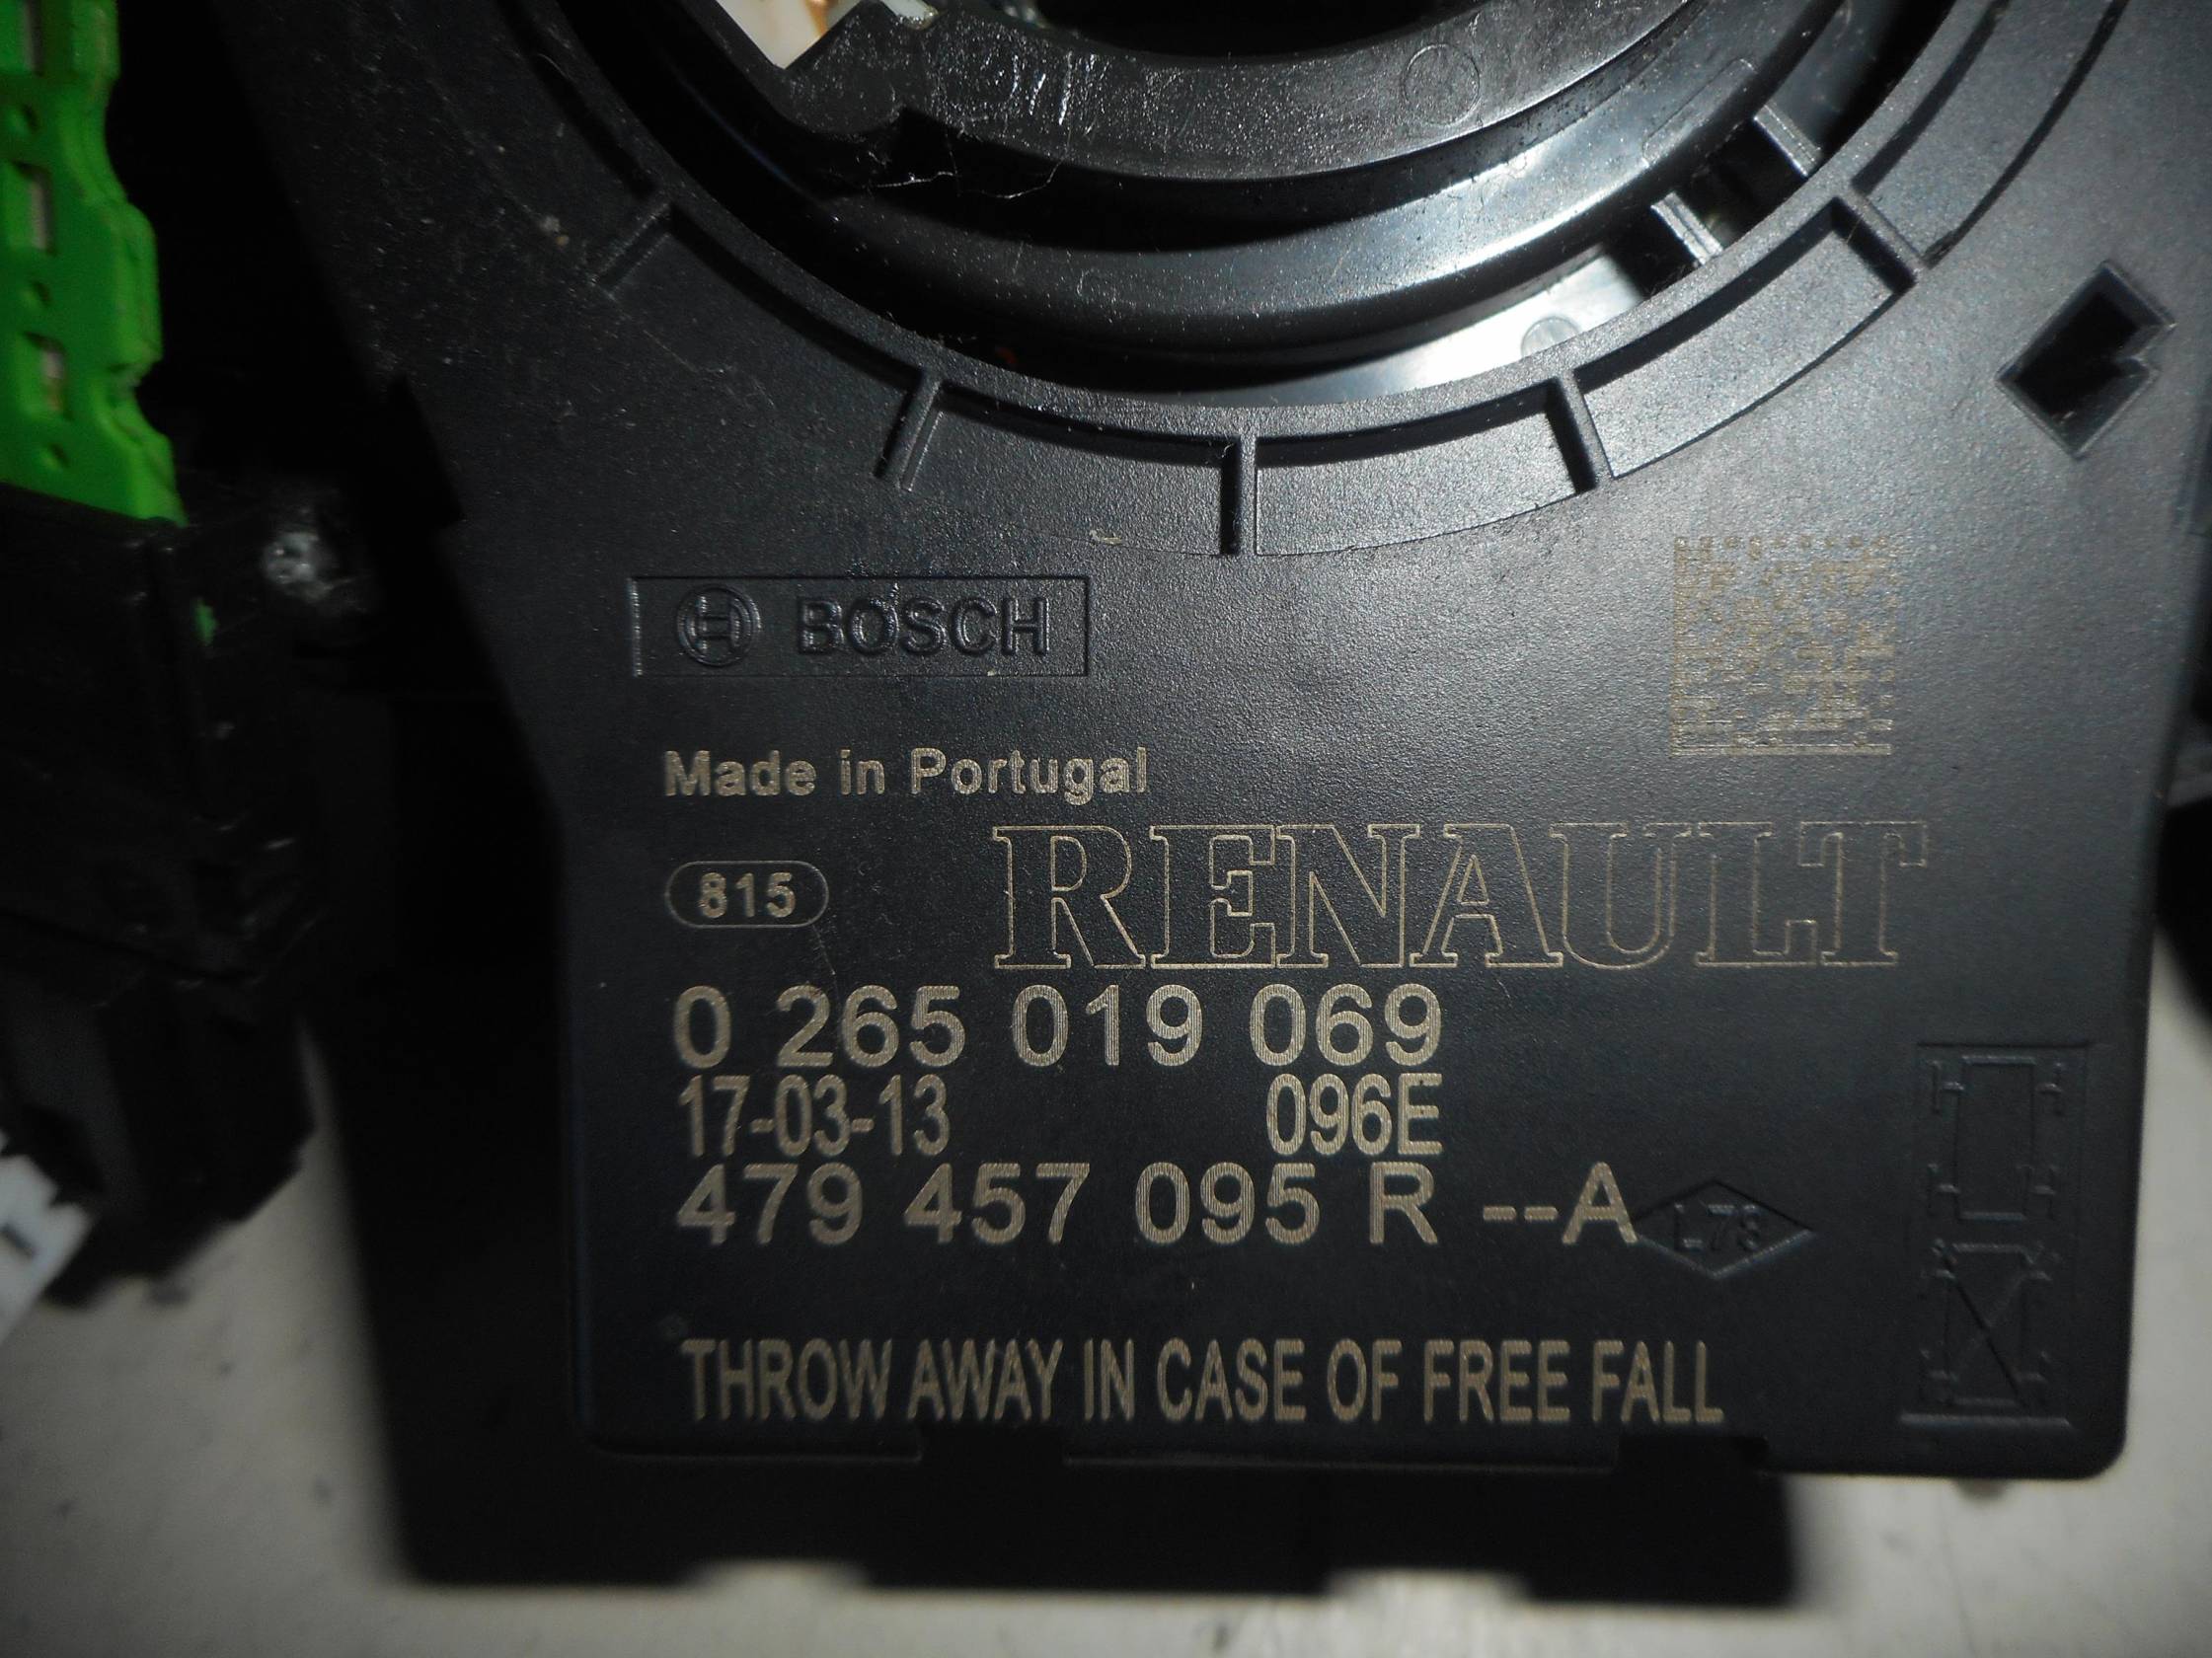 BOSCH
Made in Portugal
815
RENAULT
0 265 019 069
17-03-13 096E
479 457 095 R --A
THROW AWAY IN CASE OF FREE FALL